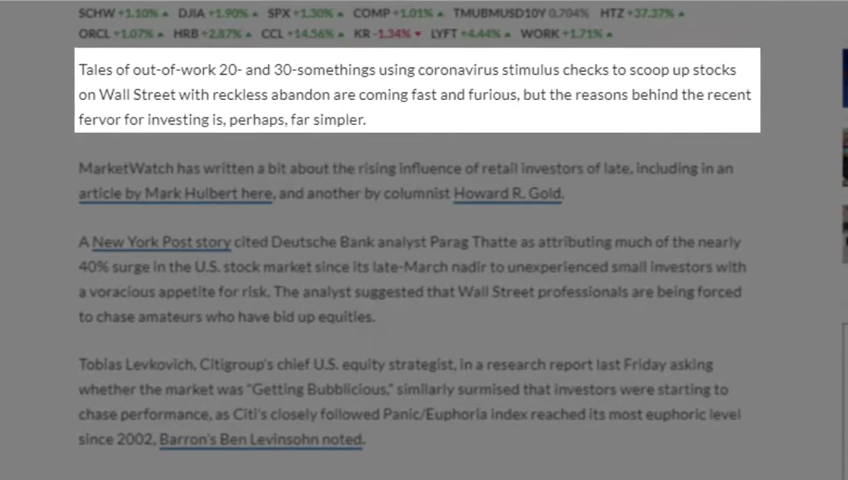 SCHW +1.10% ▲ DJIA +1.90% ▲ SPX +1.30% ▲ COMP +1.01% ▲ TMUBMUSD10Y 0.704% HTZ +37.37% ▲
ORCL +1.07% ▲ HRB +2.87% ▲ CCL +14.56% ▲ KR -1.34% ▼ LYFT +4.44% ▲ WORK +1.71% ▲
Tales of out-of-work 20- and 30-somethings using coronavirus stimulus checks to scoop up stocks
on Wall Street with reckless abandon are coming fast and furious, but the reasons behind the recent
fervor for investing is, perhaps, far simpler.
MarketWatch has written a bit about the rising influence of retail investors of late, including in an
article by Mark Hulbert here, and another by columnist Howard R. Gold.
A New York Post story cited Deutsche Bank analyst Parag Thatte as attributing much of the nearly
40% surge in the U.S. stock market since its late-March nadir to unexperienced small investors with
a voracious appetite for risk. The analyst suggested that Wall Street professionals are being forced
to chase amateurs who have bid up equities.
Tobias Levkovich, Citigroup's chief U.S. equity strategist, in a research report last Friday asking
whether the market was "Getting Bubblicious," similarly surmised that investors were starting to
chase performance, as Citi's closely followed Panic/Euphoria index reached its most euphoric level
since 2002, Barron's Ben Levinsohn noted.